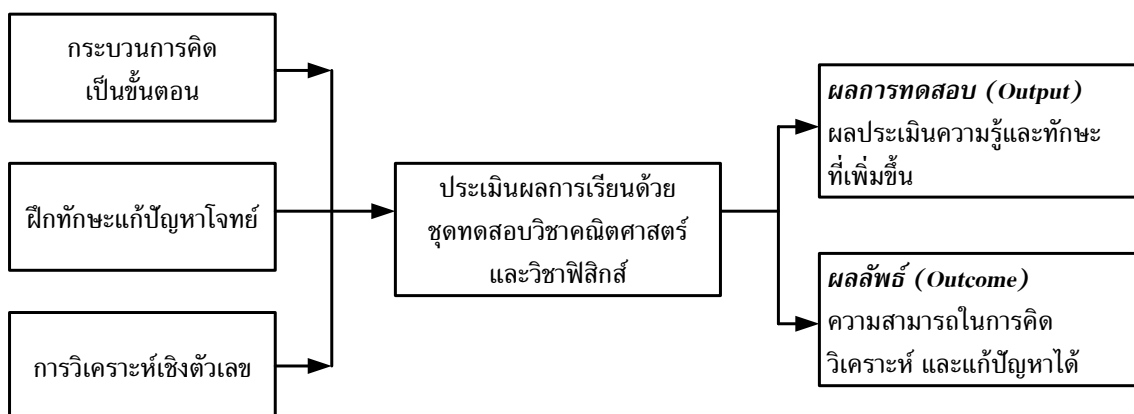 กระบวนการคิด
เป็นขั้นตอน
ฝึกทักษะแก้ปัญหาโจทย์
การวิเคราะห์เชิงตัวเลข
ประเมินผลการเรียนด้วย
ชุดทดสอบวิชาคณิตศาสตร์
และวิชาฟิสิกส์
ผลการทดสอบ (Output)
ผลประเมินความรู้และทักษะ
ที่เพิ่มขึ้น
ผลลัพธ์ (Outcome)
ความสามารถในการคิด
วิเคราะห์ และแก้ปัญหาได้